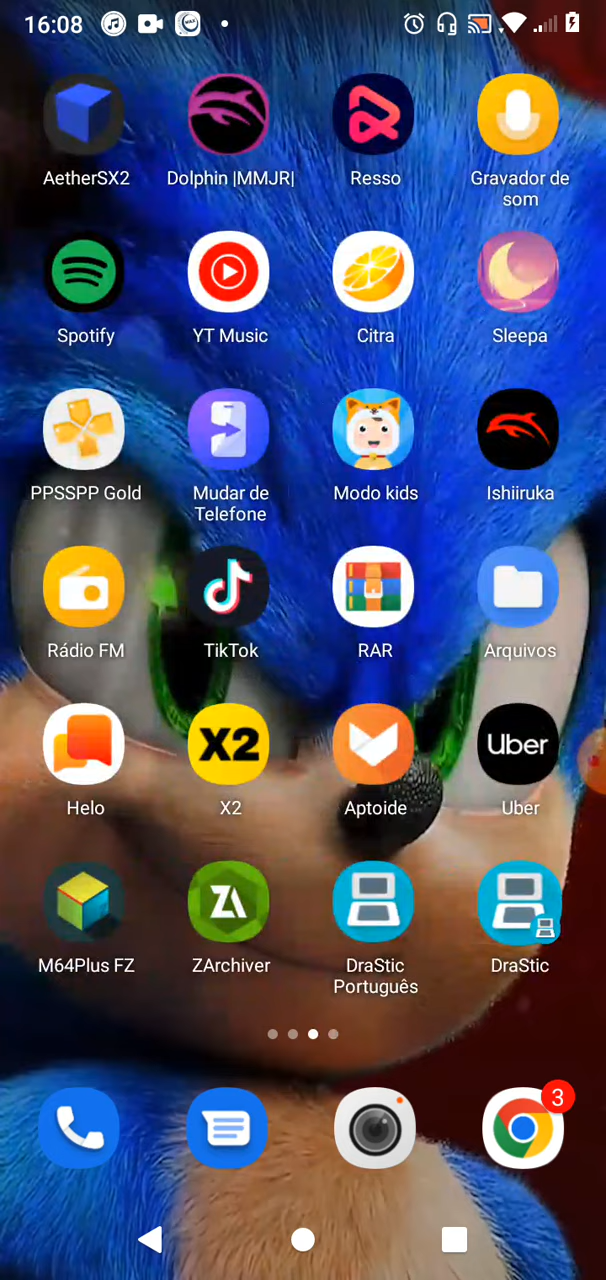 16:08
AetherSX2
Dolphin |MMJR|
Resso
Gravador de
som
Spotify
YT Music
Citra
Sleepa
PPSSPP Gold
Mudar de
Telefone
Modo kids
Ishiiruka
Rádio FM
TikTok
RAR
Arquivos
X2
Uber
Helo
X2
Aptoide
Uber
ZA
M64Plus FZ
ZArchiver
DraStic
Português
DraStic
3